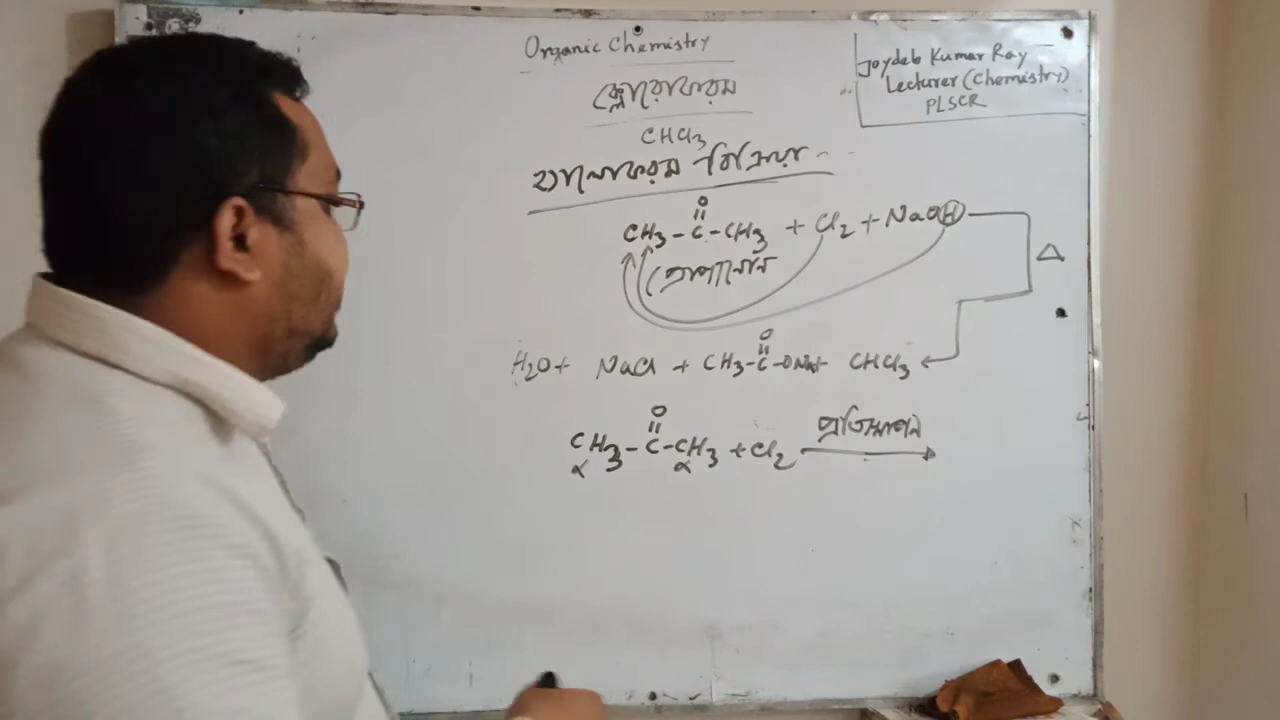 Organic Chemistry
Joydeb Kumar Ray
Lecturer (Chemistry)
PLSCR
ক্লোরোফরম
CHCl3
হ্যালোফরম বিক্রিয়া
O
CH3-C-CH3 + Cl2 + NaOH
Δ
প্রোপানোন
O
H2O + NaCl + CH3-C-ONa + CHCl3
O
CH3-C-CH3 + Cl2 প্রতিস্থাপন
α α